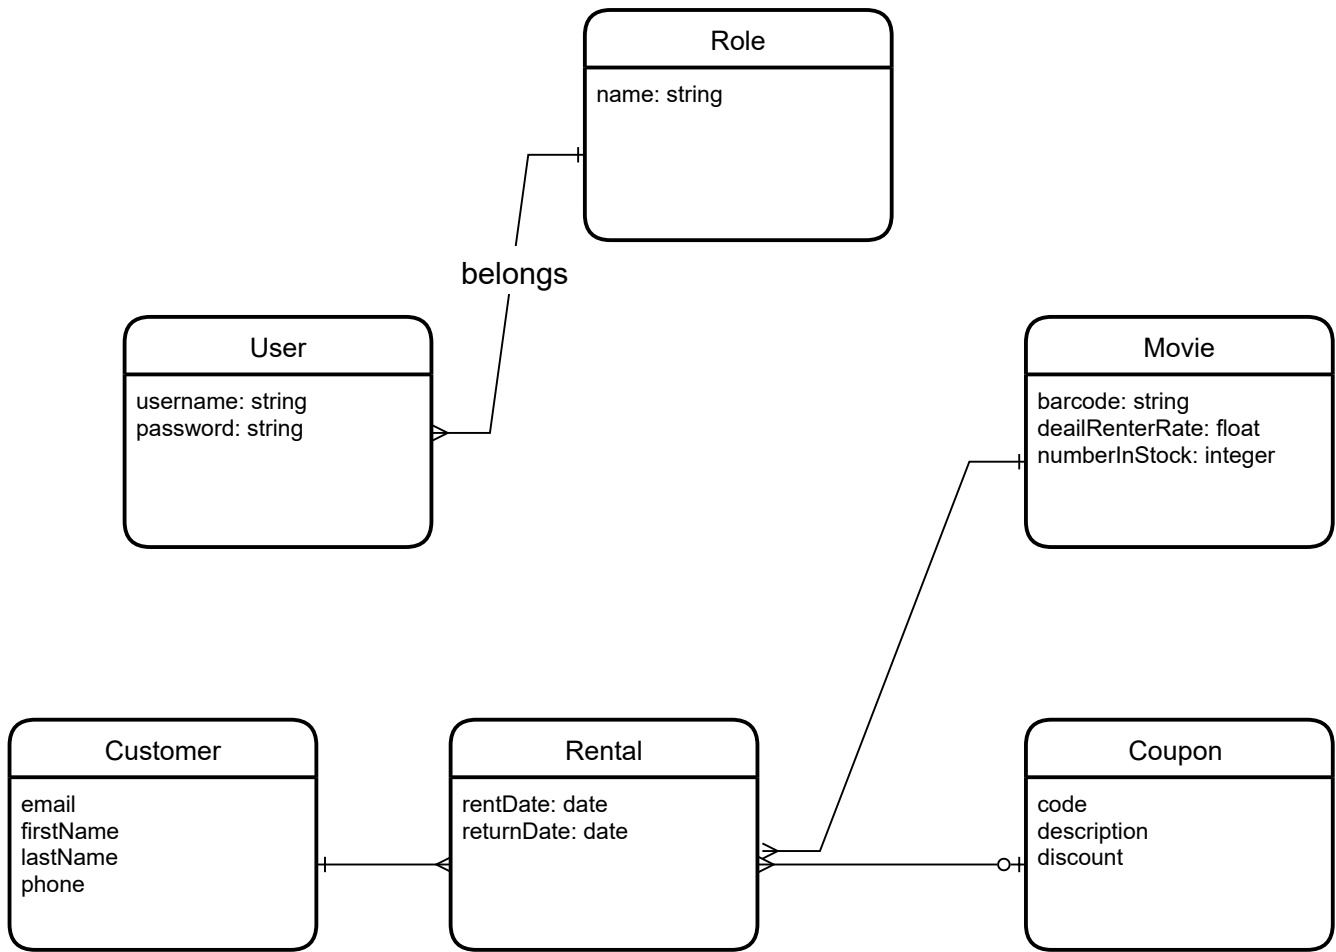 Role
name: string
belongs
User
username: string
password: string
Movie
barcode: string
deailRenterRate: float
numberInStock: integer
Customer
email
firstName
lastName
phone
Rental
rentDate: date
returnDate: date
Coupon
code
description
discount